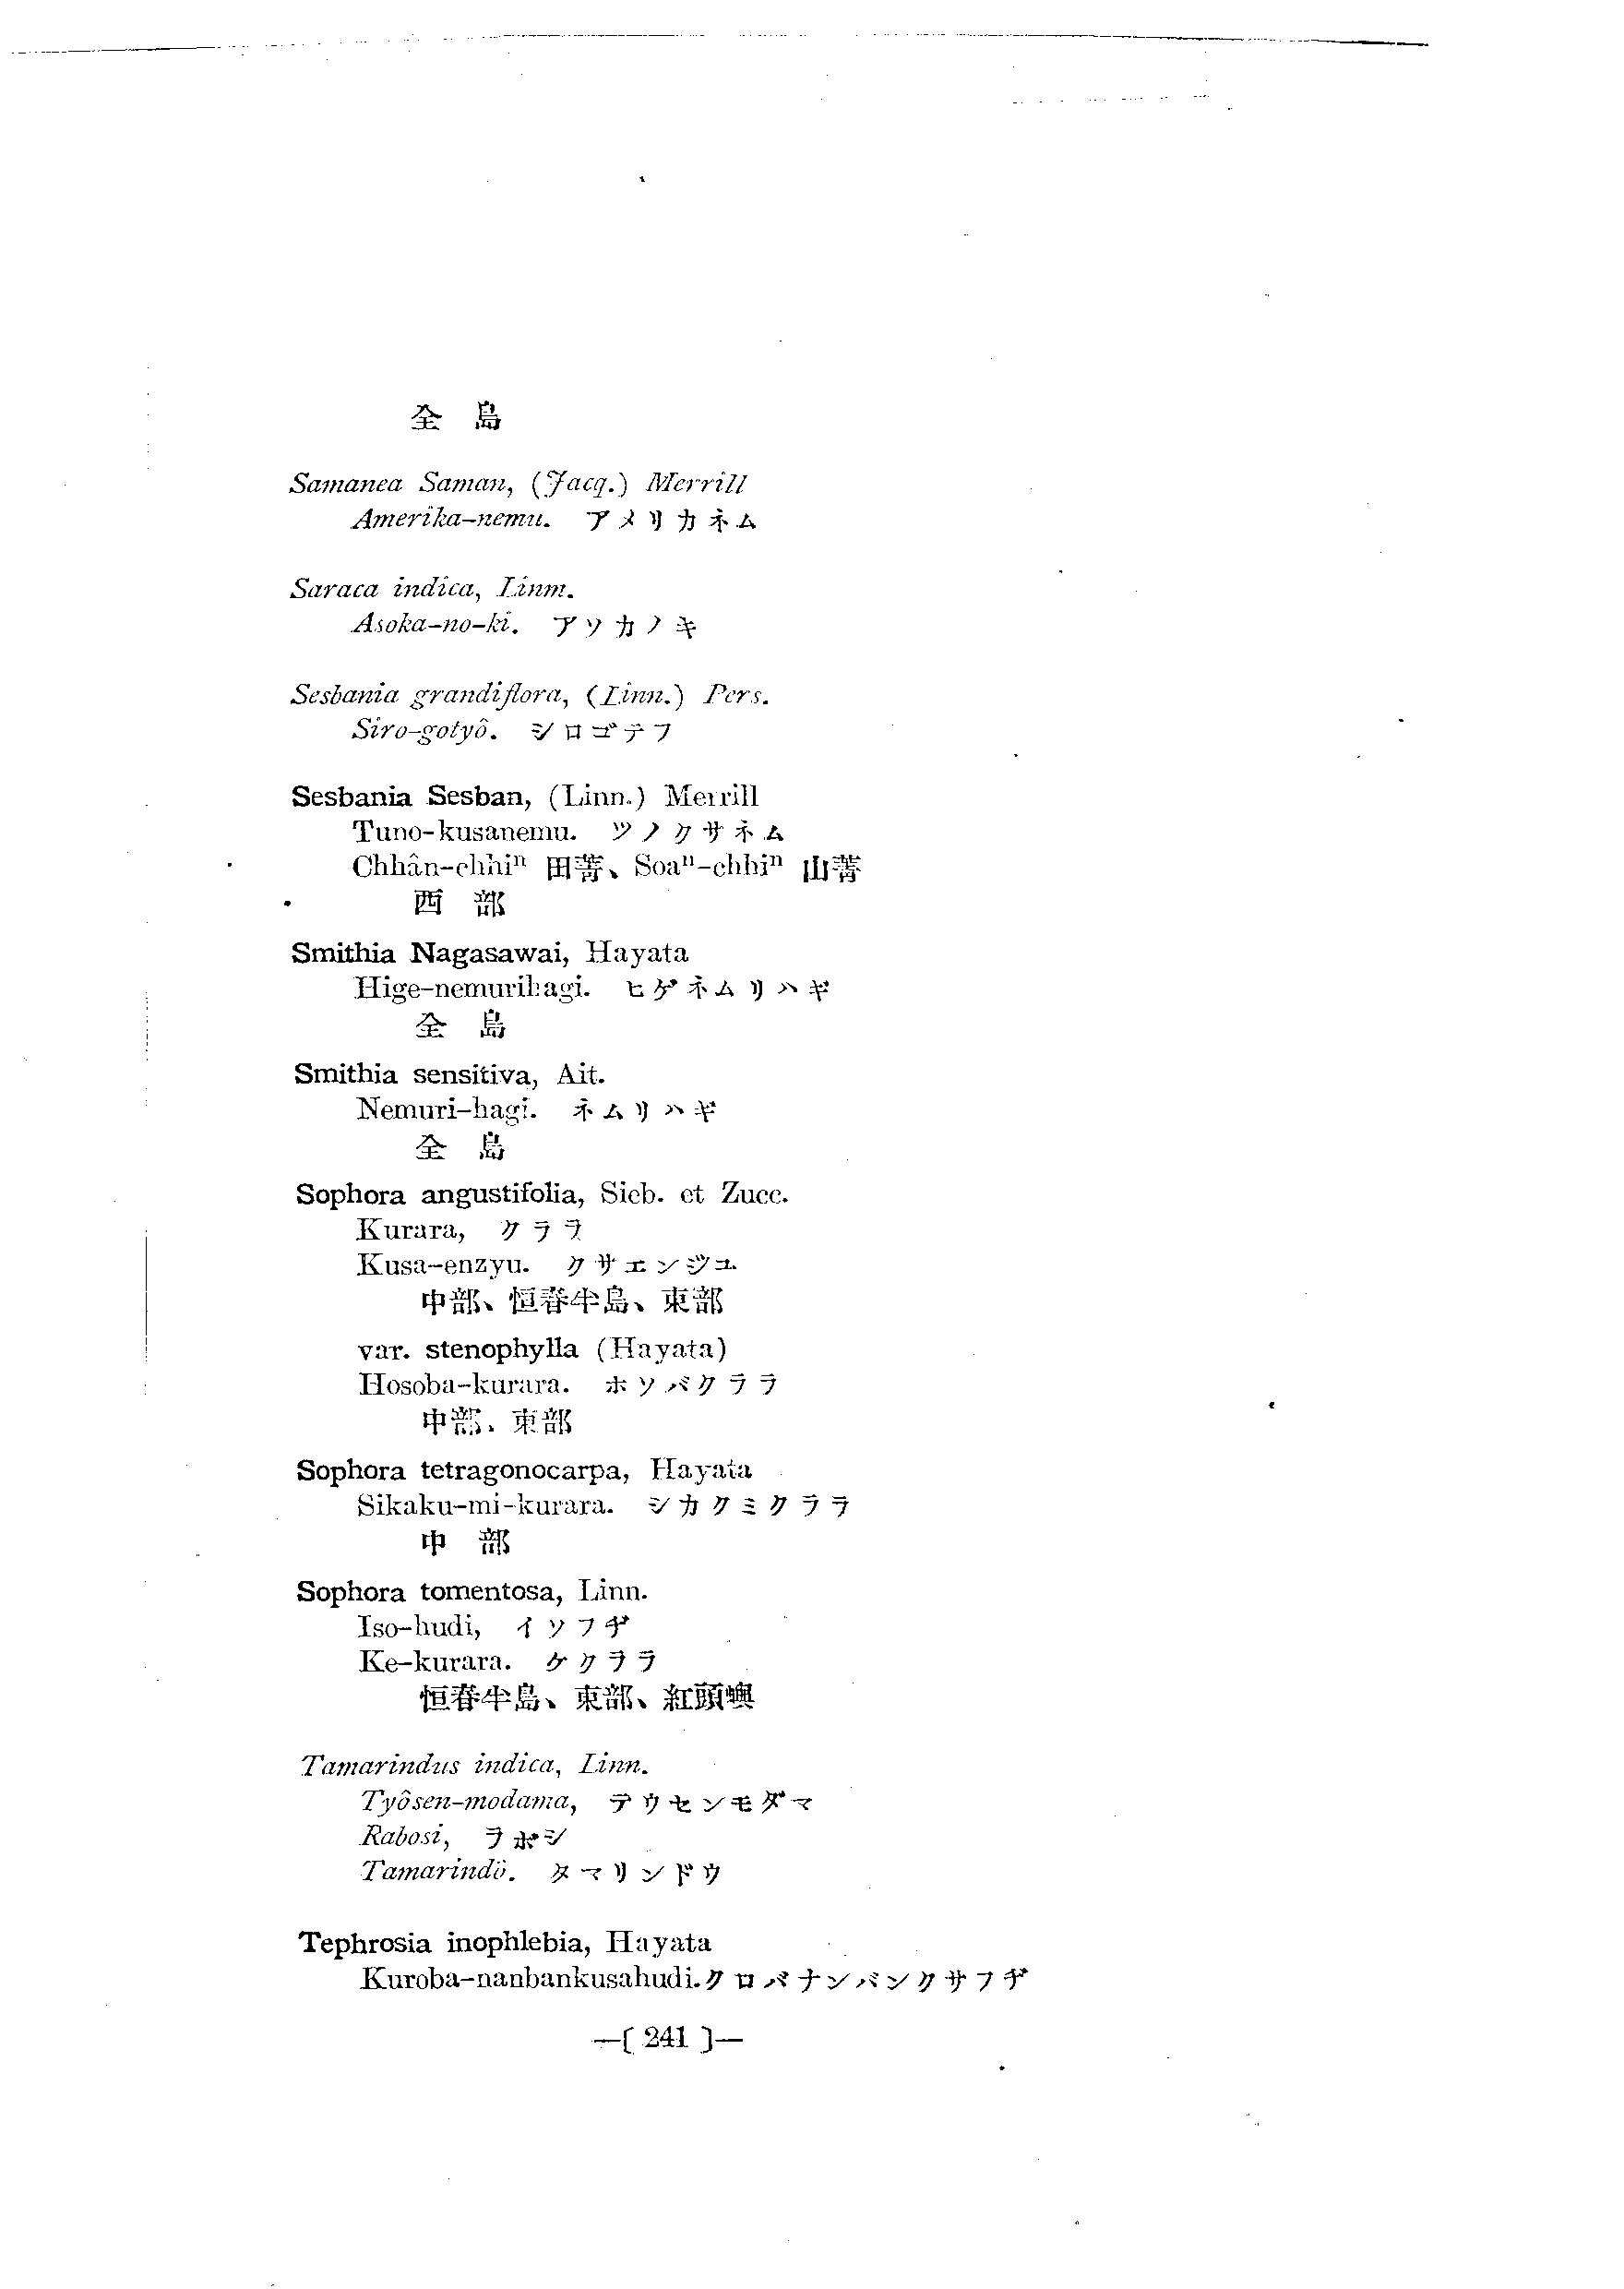 全 島
Samanea Saman, (Jacq.) Merrill
Amerika-nemu. アメリカネム
Saraca indica, Linm.
Asoka-no-ki. アソカノキ
Sesbania grandiflora, (Linn.) Pers.
Siro-gotyô. シロゴテフ
Sesbania Sesban, (Linn.) Merrill
Tuno-kusanemu. ツノクサネム
Chhân-chhiⁿ 田菁、Soaⁿ-chhiⁿ 山菁
西 部
Smithia Nagasawai, Hayata
Hige-nemurihagi. ヒゲネムリハギ
全 島
Smithia sensitiva, Ait.
Nemuri-hagi. ネムリハギ
全 島
Sophora angustifolia, Sieb. et Zucc.
Kurara, クララ
Kusa-enzyu. クサエンジュ
中部、恒春半島、東部
var. stenophylla (Hayata)
Hosoba-kurara. ホソバクララ
中部、東部
Sophora tetragonocarpa, Hayata
Sikaku-mi-kurara. シカクミクララ
中 部
Sophora tomentosa, Linn.
Iso-hudi, イソフヂ
Ke-kurara. ケクララ
恒春半島、東部、紅頭嶼
Tamarindus indica, Linn.
Tyôsen-modama, テウセンモダマ
Rabosi, ラボシ
Tamarindô. タマリンドウ
Tephrosia inophlebia, Hayata
Kuroba-nanbankusahudi. クロバナンバンクサフヂ
—[ 241 ]—